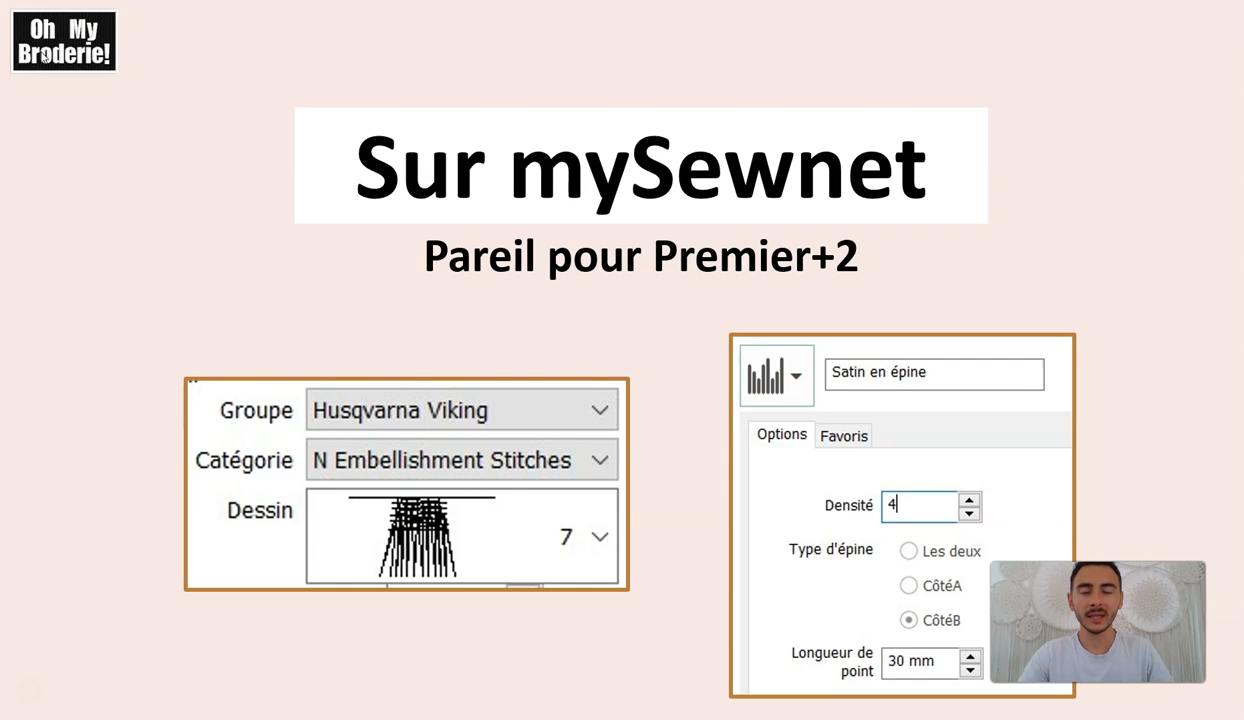 Oh My
Broderie!
Sur mySewnet
Pareil pour Premier+2
Groupe
Husqvarna Viking
Catégorie
N Embellishment Stitches
Dessin
7
Satin en épine
Options
Favoris
Densité
4
Type d'épine
Les deux
CôtéA
CôtéB
Longueur de
point
30 mm